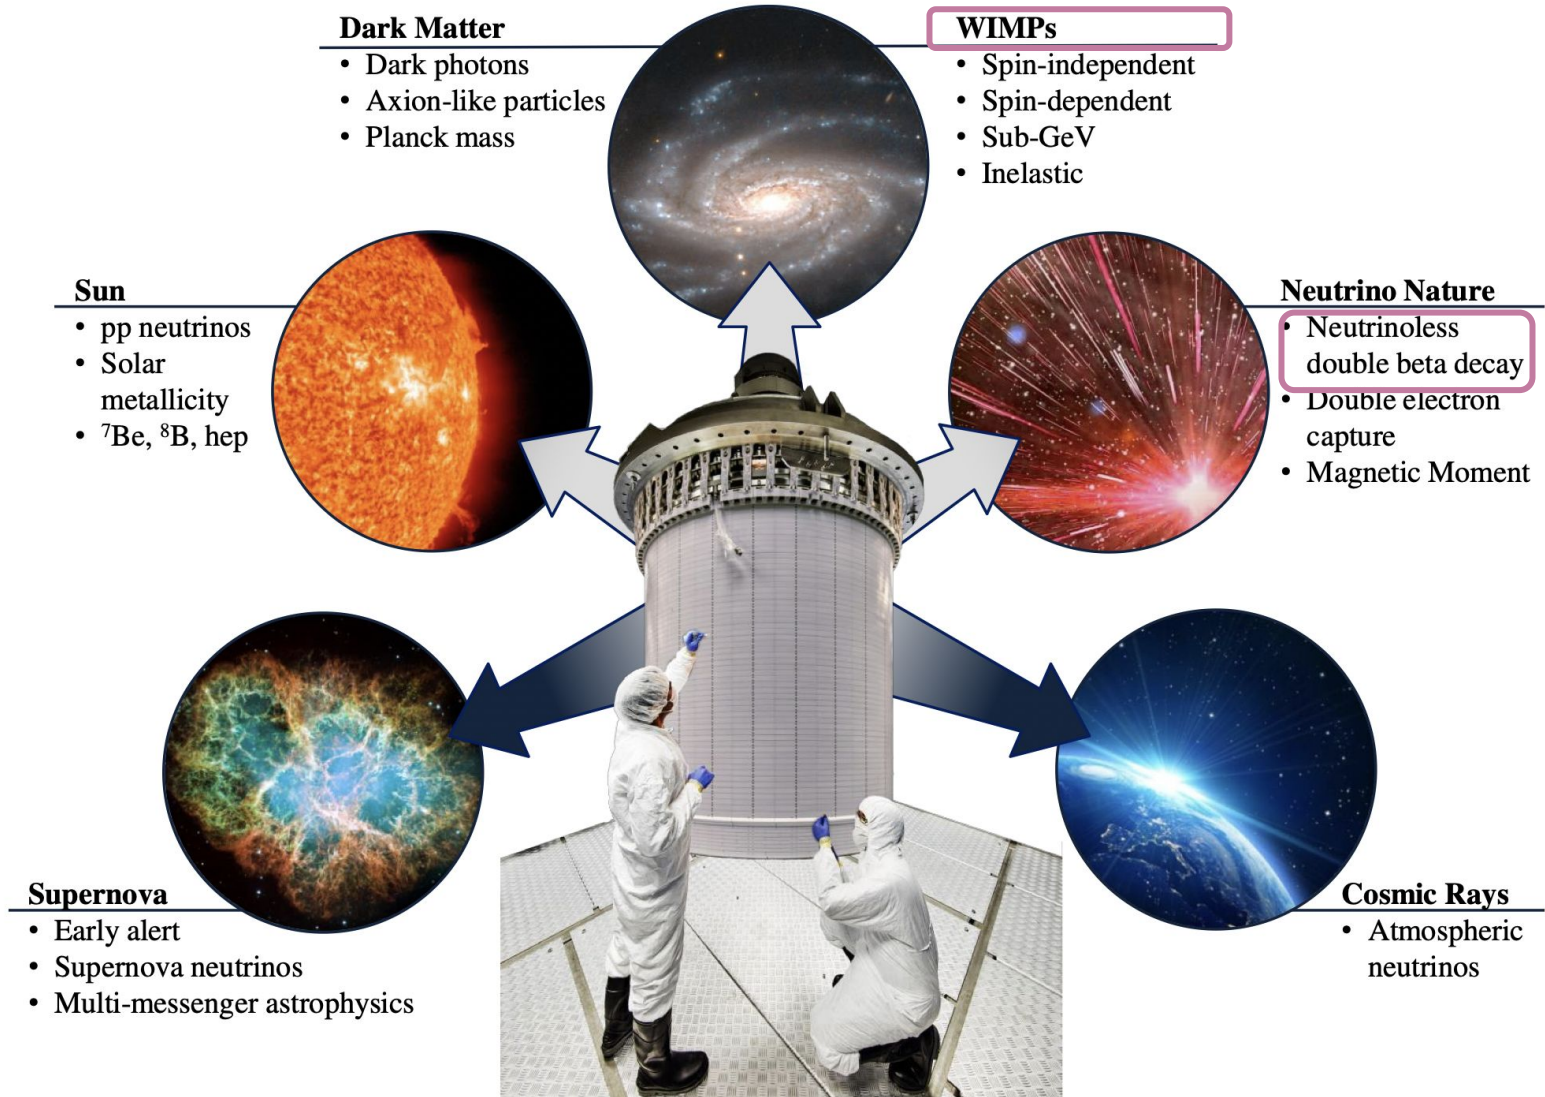 Dark Matter
• Dark photons
• Axion-like particles
• Planck mass
WIMPs
• Spin-independent
• Spin-dependent
• Sub-GeV
• Inelastic
Sun
• pp neutrinos
• Solar
metallicity
• ⁷Be, ⁸B, hep
Neutrino Nature
• Neutrinoless
double beta decay
• Double electron
capture
• Magnetic Moment
Supernova
• Early alert
• Supernova neutrinos
• Multi-messenger astrophysics
Cosmic Rays
• Atmospheric
neutrinos